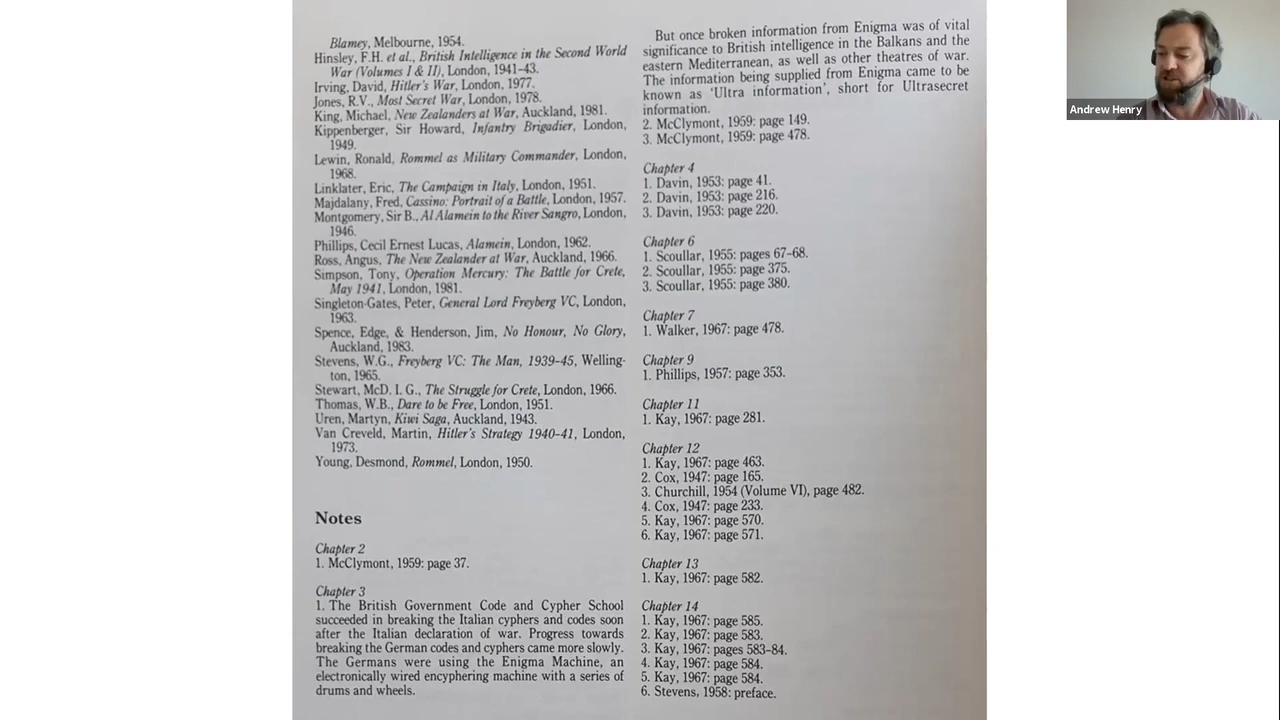 Blamey, Melbourne, 1954.
Hinsley, F.H. et al., British Intelligence in the Second World
War (Volumes I & II), London, 1941–43.
Irving, David, Hitler's War, London, 1977.
Jones, R.V., Most Secret War, London, 1978.
King, Michael, New Zealanders at War, Auckland, 1981.
Kippenberger, Sir Howard, Infantry Brigadier, London,
1949.
Lewin, Ronald, Rommel as Military Commander, London,
1968.
Linklater, Eric, The Campaign in Italy, London, 1951.
Majdalany, Fred, Cassino: Portrait of a Battle, London, 1957.
Montgomery, Sir B., Al Alamein to the River Sangro, London,
1946.
Phillips, Cecil Ernest Lucas, Alamein, London, 1962.
Ross, Angus, The New Zealander at War, Auckland, 1966.
Simpson, Tony, Operation Mercury: The Battle for Crete,
May 1941, London, 1981.
Singleton-Gates, Peter, General Lord Freyberg VC, London,
1963.
Spence, Edge, & Henderson, Jim, No Honour, No Glory,
Auckland, 1983.
Stevens, W.G., Freyberg VC: The Man, 1939–45, Welling-
ton, 1965.
Stewart, McD. I. G., The Struggle for Crete, London, 1966.
Thomas, W.B., Dare to be Free, London, 1951.
Uren, Martyn, Kiwi Saga, Auckland, 1943.
Van Creveld, Martin, Hitler's Strategy 1940–41, London,
1973.
Young, Desmond, Rommel, London, 1950.
Notes
Chapter 2
1. McClymont, 1959: page 37.
Chapter 3
1. The British Government Code and Cypher School
succeeded in breaking the Italian cyphers and codes soon
after the Italian declaration of war. Progress towards
breaking the German codes and cyphers came more slowly.
The Germans were using the Enigma Machine, an
electronically wired encyphering machine with a series of
drums and wheels.
But once broken information from Enigma was of vital
significance to British intelligence in the Balkans and the
eastern Mediterranean, as well as other theatres of war.
The information being supplied from Enigma came to be
known as 'Ultra information', short for Ultrasecret
information.
2. McClymont, 1959: page 149.
3. McClymont, 1959: page 478.
Chapter 4
1. Davin, 1953: page 41.
2. Davin, 1953: page 216.
3. Davin, 1953: page 220.
Chapter 6
1. Scoullar, 1955: pages 67–68.
2. Scoullar, 1955: page 375.
3. Scoullar, 1955: page 380.
Chapter 7
1. Walker, 1967: page 478.
Chapter 9
1. Phillips, 1957: page 353.
Chapter 11
1. Kay, 1967: page 281.
Chapter 12
1. Kay, 1967: page 463.
2. Cox, 1947: page 165.
3. Churchill, 1954 (Volume VI), page 482.
4. Cox, 1947: page 233.
5. Kay, 1967: page 570.
6. Kay, 1967: page 571.
Chapter 13
1. Kay, 1967: page 582.
Chapter 14
1. Kay, 1967: page 585.
2. Kay, 1967: page 583.
3. Kay, 1967: pages 583–84.
4. Kay, 1967: page 584.
5. Kay, 1967: page 584.
6. Stevens, 1958: preface.
Andrew Henry